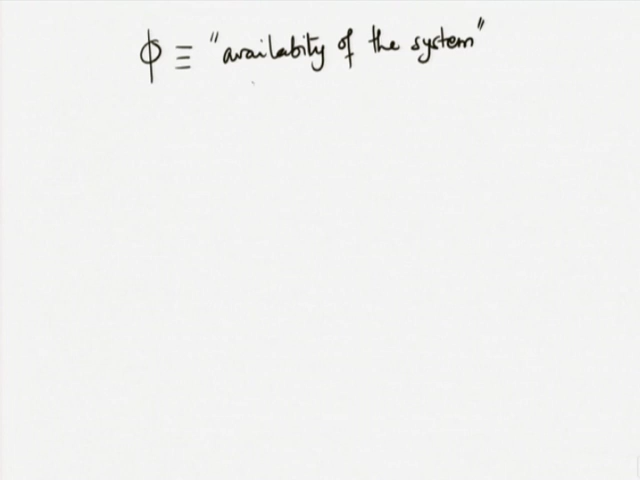 ϕ ≡ "availabity of the system"